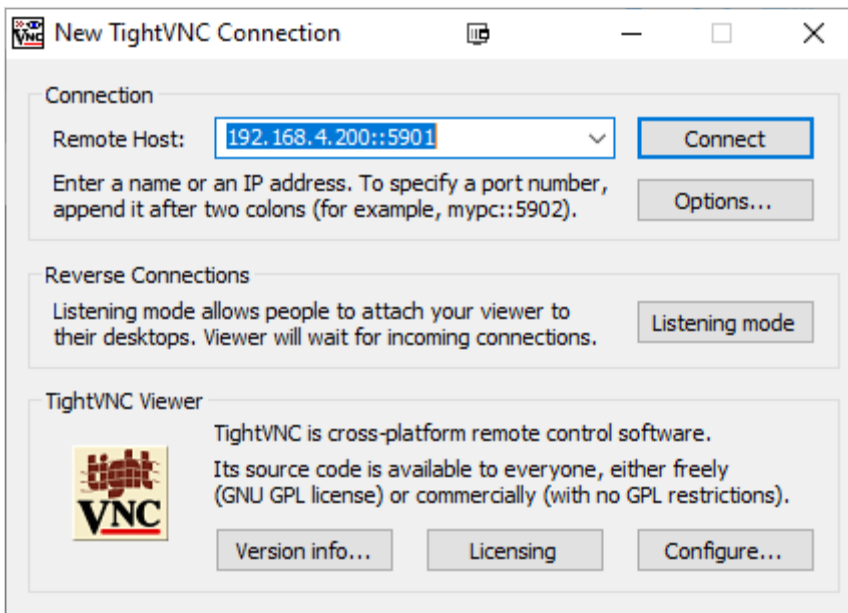 New TightVNC Connection
Connection
Remote Host: 192.168.4.200::5901 Connect
Enter a name or an IP address. To specify a port number,
append it after two colons (for example, mypc::5902).
Options...
Reverse Connections
Listening mode allows people to attach your viewer to
their desktops. Viewer will wait for incoming connections.
Listening mode
TightVNC Viewer
TightVNC is cross-platform remote control software.
Its source code is available to everyone, either freely
(GNU GPL license) or commercially (with no GPL restrictions).
tight
VNC
Version info... Licensing Configure...